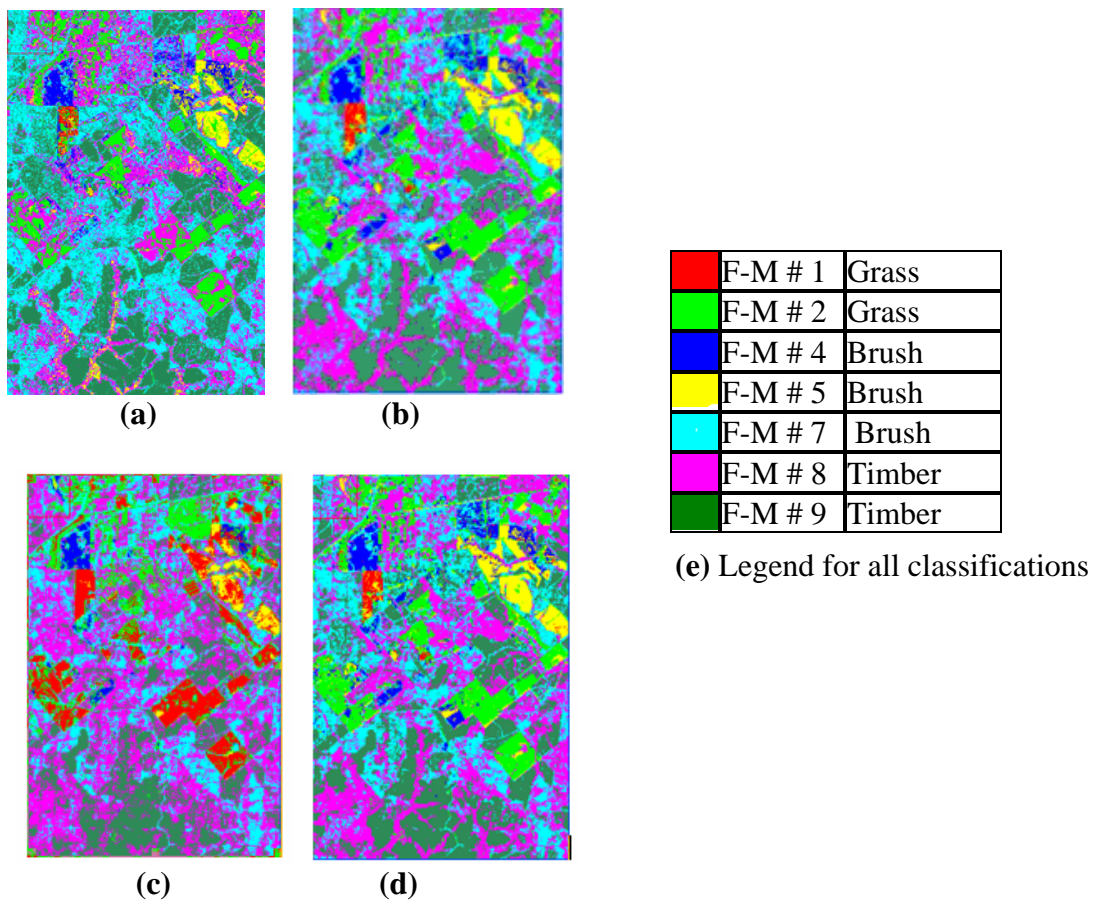 (a)
(b)
F-M # 1 Grass
F-M # 2 Grass
F-M # 4 Brush
F-M # 5 Brush
F-M # 7 Brush
F-M # 8 Timber
F-M # 9 Timber
(e) Legend for all classifications
(c)
(d)